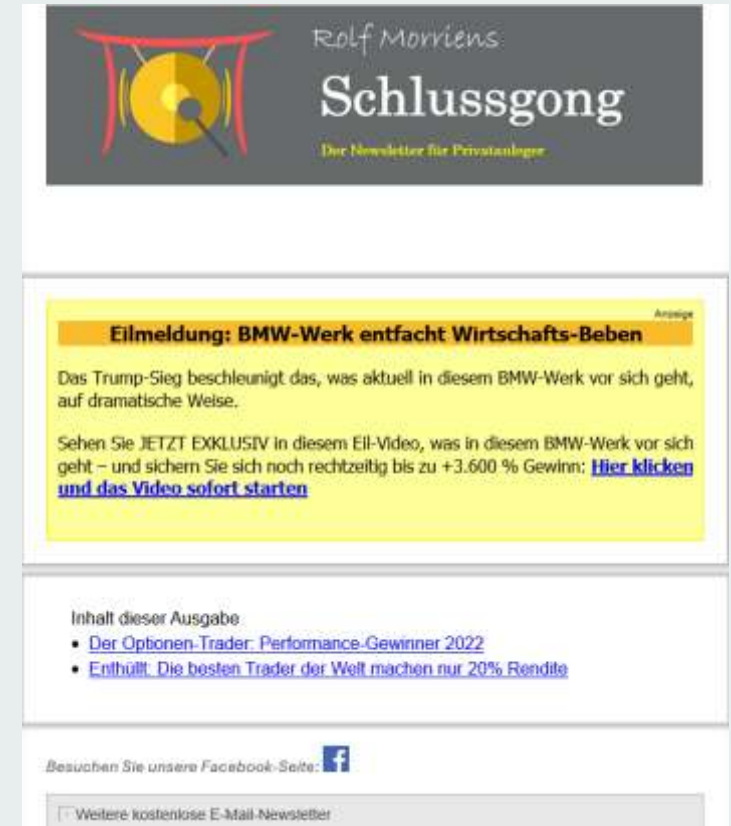 Rolf Morriens
Schlussgong
Der Newsletter für Privatanleger
Anzeige
Eilmeldung: BMW-Werk entfacht Wirtschafts-Beben
Das Trump-Sieg beschleunigt das, was aktuell in diesem BMW-Werk vor sich geht,
auf dramatische Weise.
Sehen Sie JETZT EXKLUSIV in diesem Eil-Video, was in diesem BMW-Werk vor sich
geht – und sichern Sie sich noch rechtzeitig bis zu +3.600 % Gewinn: Hier klicken
und das Video sofort starten
Inhalt dieser Ausgabe
• Der Optionen-Trader: Performance-Gewinner 2022
• Enthüllt: Die besten Trader der Welt machen nur 20% Rendite
Besuchen Sie unsere Facebook-Seite: f
Weitere kostenlose E-Mail-Newsletter